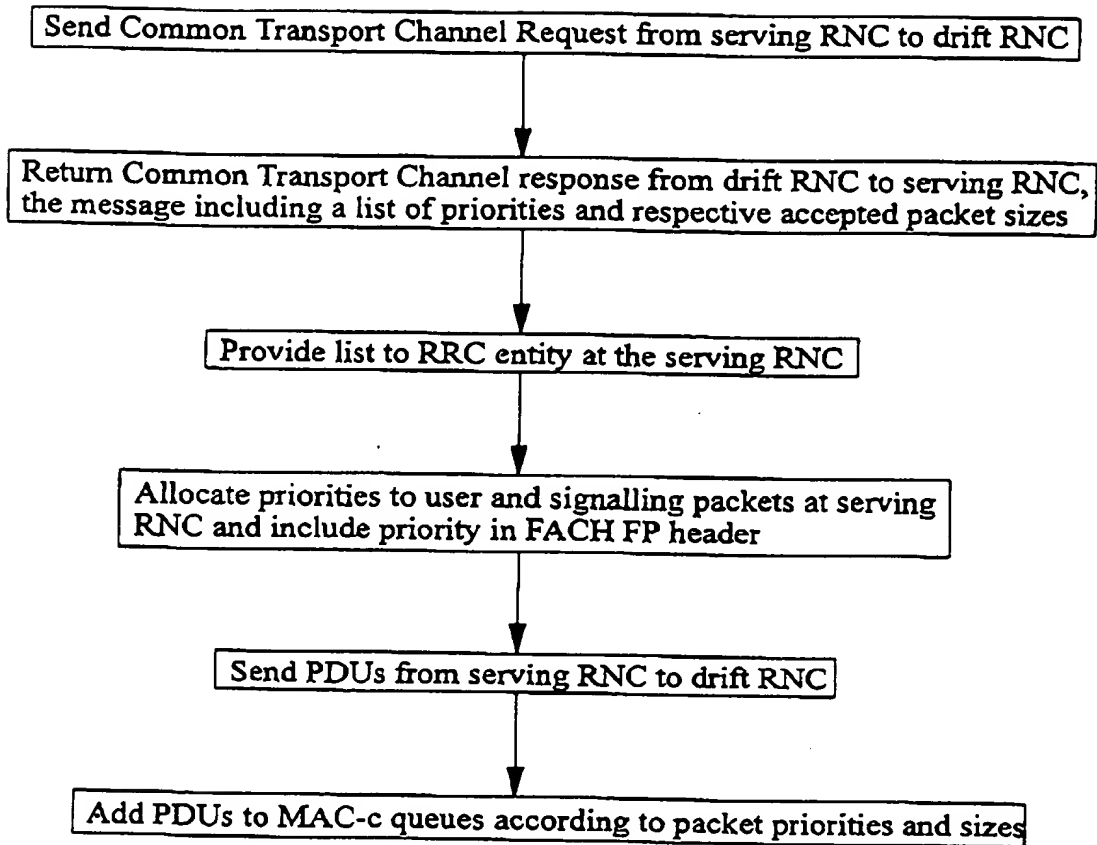 Send Common Transport Channel Request from serving RNC to drift RNC
Return Common Transport Channel response from drift RNC to serving RNC,
the message including a list of priorities and respective accepted packet sizes
Provide list to RRC entity at the serving RNC
Allocate priorities to user and signalling packets at serving
RNC and include priority in FACH FP header
Send PDUs from serving RNC to drift RNC
Add PDUs to MAC-c queues according to packet priorities and sizes